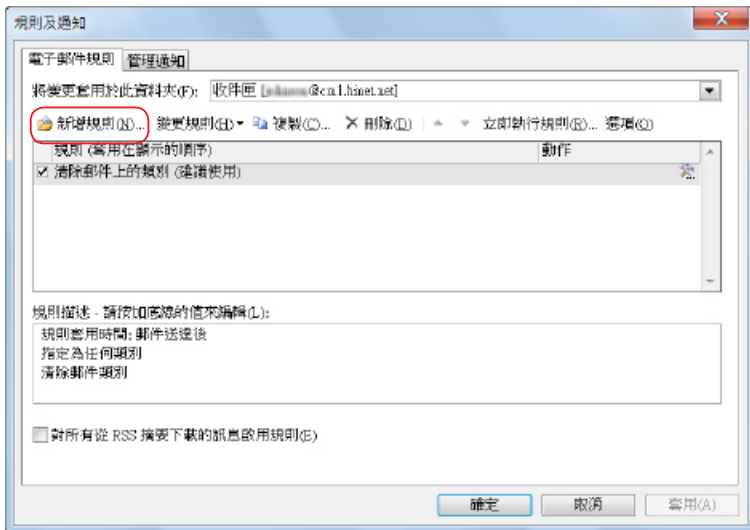 規則及通知
電子郵件規則 管理通知
將變更套用於此資料夾(F): 收件匣 [@cm1.hinet.net]
新增規則(N)... 變更規則(H) 複製(C)... 刪除(D) 立即執行規則(R)... 選項(O)
規則 (套用在顯示的順序) 動作
清除郵件上的類別 (建議使用)
規則描述 - 請按加底線的值來編輯(L):
規則套用時間: 郵件送達後
指定為任何類別
清除郵件類別
對所有從 RSS 摘要下載的訊息啟用規則(E)
確定 取消 套用(A)